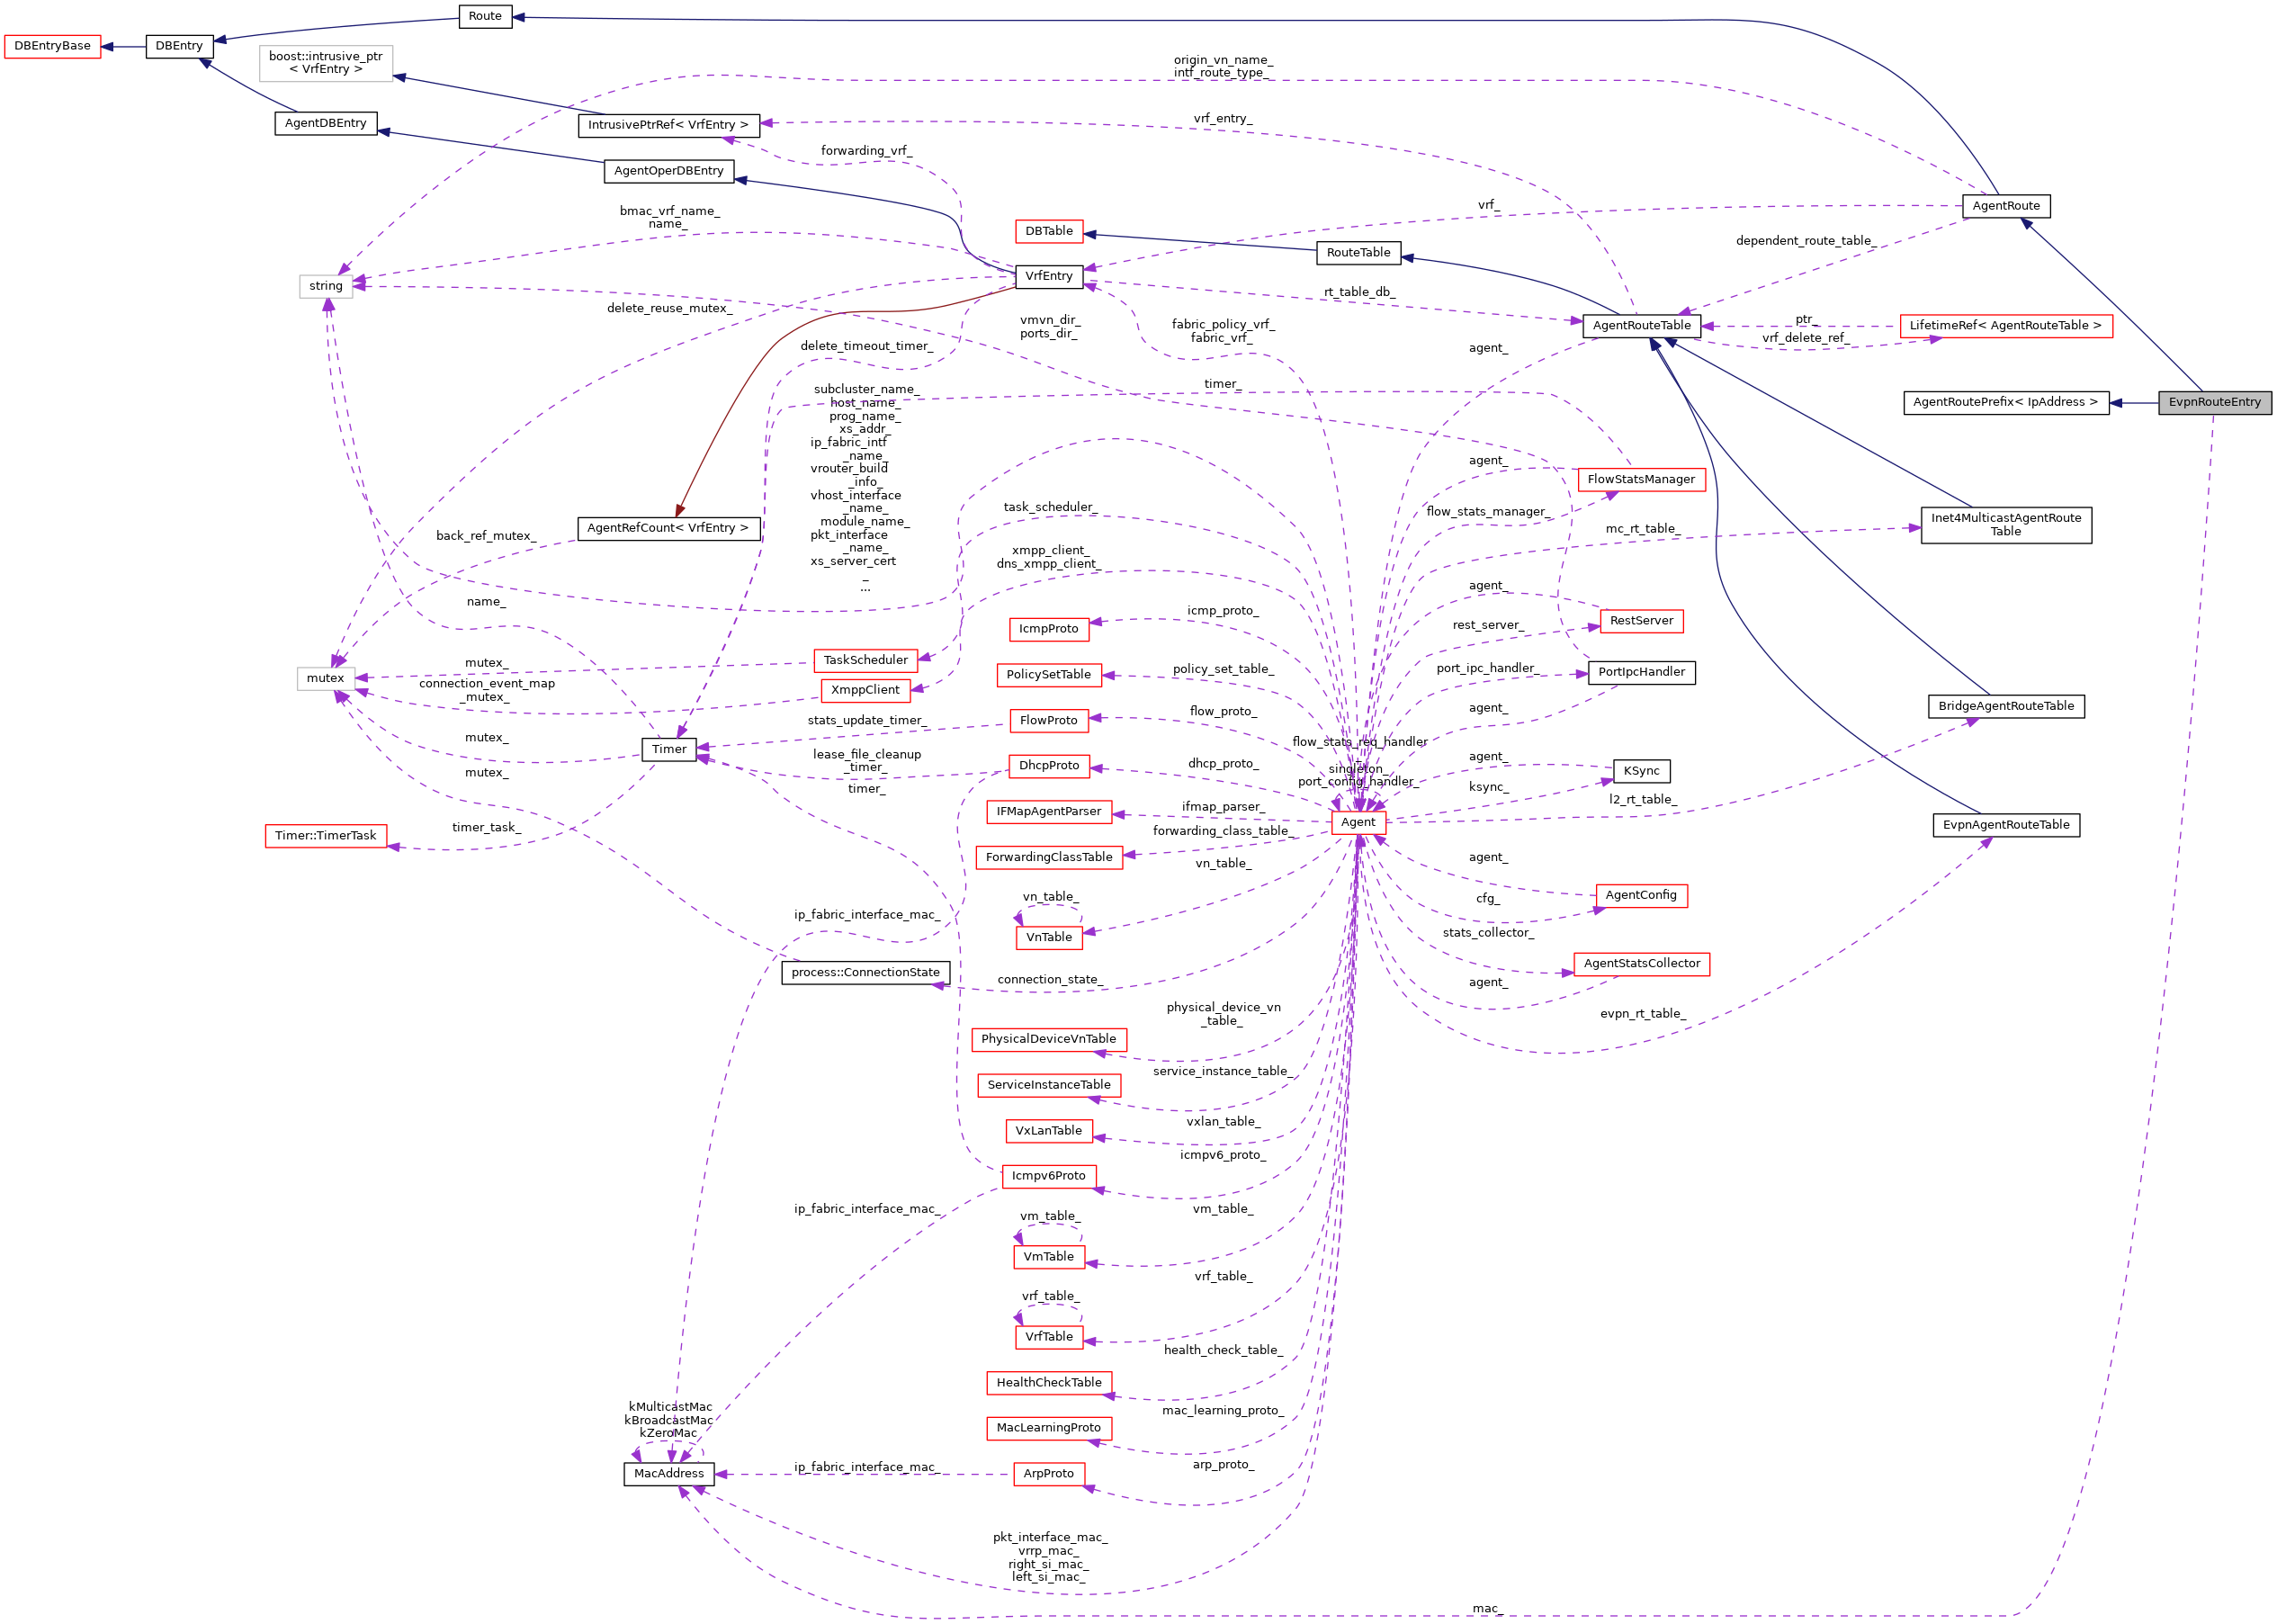 Route
DBEntryBase
DBEntry
boost::intrusive_ptr
< VrfEntry >
origin_vn_name_
intf_route_type_
AgentDBEntry
IntrusivePtrRef< VrfEntry >
vrf_entry_
forwarding_vrf_
AgentOperDBEntry
AgentRoute
vrf_
bmac_vrf_name_
name_
DBTable
RouteTable
dependent_route_table_
string
VrfEntry
rt_table_db_
delete_reuse_mutex_
vmvn_dir_
ports_dir_
fabric_policy_vrf_
fabric_vrf_
AgentRouteTable
ptr_
vrf_delete_ref_
LifetimeRef< AgentRouteTable >
delete_timeout_timer_
agent_
timer_
subcluster_name_
host_name_
prog_name_
xs_addr_
ip_fabric_intf
_name_
vrouter_build
_info_
vhost_interface
_name_
module_name_
pkt_interface
_name_
xs_server_cert
_
...
AgentRoutePrefix< IpAddress >
EvpnRouteEntry
agent_
FlowStatsManager
flow_stats_manager_
task_scheduler_
AgentRefCount< VrfEntry >
back_ref_mutex_
mc_rt_table_
Inet4MulticastAgentRoute
Table
xmpp_client_
dns_xmpp_client_
name_
agent_
icmp_proto_
IcmpProto
rest_server_
RestServer
mutex_
TaskScheduler
policy_set_table_
PolicySetTable
port_ipc_handler_
PortIpcHandler
mutex
connection_event_map
_mutex_
XmppClient
BridgeAgentRouteTable
stats_update_timer_
FlowProto
flow_proto_
agent_
mutex_
Timer
flow_stats_req_handler
_
singleton_
port_config_handler_
lease_file_cleanup
_timer_
DhcpProto
dhcp_proto_
agent_
KSync
mutex_
timer_
ksync_
IFMapAgentParser
ifmap_parser_
l2_rt_table_
Agent
EvpnAgentRouteTable
Timer::TimerTask
timer_task_
forwarding_class_table_
ForwardingClassTable
vn_table_
agent_
AgentConfig
cfg_
vn_table_
VnTable
ip_fabric_interface_mac_
stats_collector_
AgentStatsCollector
process::ConnectionState
connection_state_
agent_
physical_device_vn
_table_
evpn_rt_table_
PhysicalDeviceVnTable
service_instance_table_
ServiceInstanceTable
vxlan_table_
VxLanTable
icmpv6_proto_
Icmpv6Proto
ip_fabric_interface_mac_
vm_table_
vm_table_
VmTable
vrf_table_
vrf_table_
VrfTable
health_check_table_
HealthCheckTable
kMulticastMac
kBroadcastMac
kZeroMac
mac_learning_proto_
MacLearningProto
MacAddress
ip_fabric_interface_mac_
ArpProto
arp_proto_
pkt_interface_mac_
vrrp_mac_
right_si_mac_
left_si_mac_
mac_